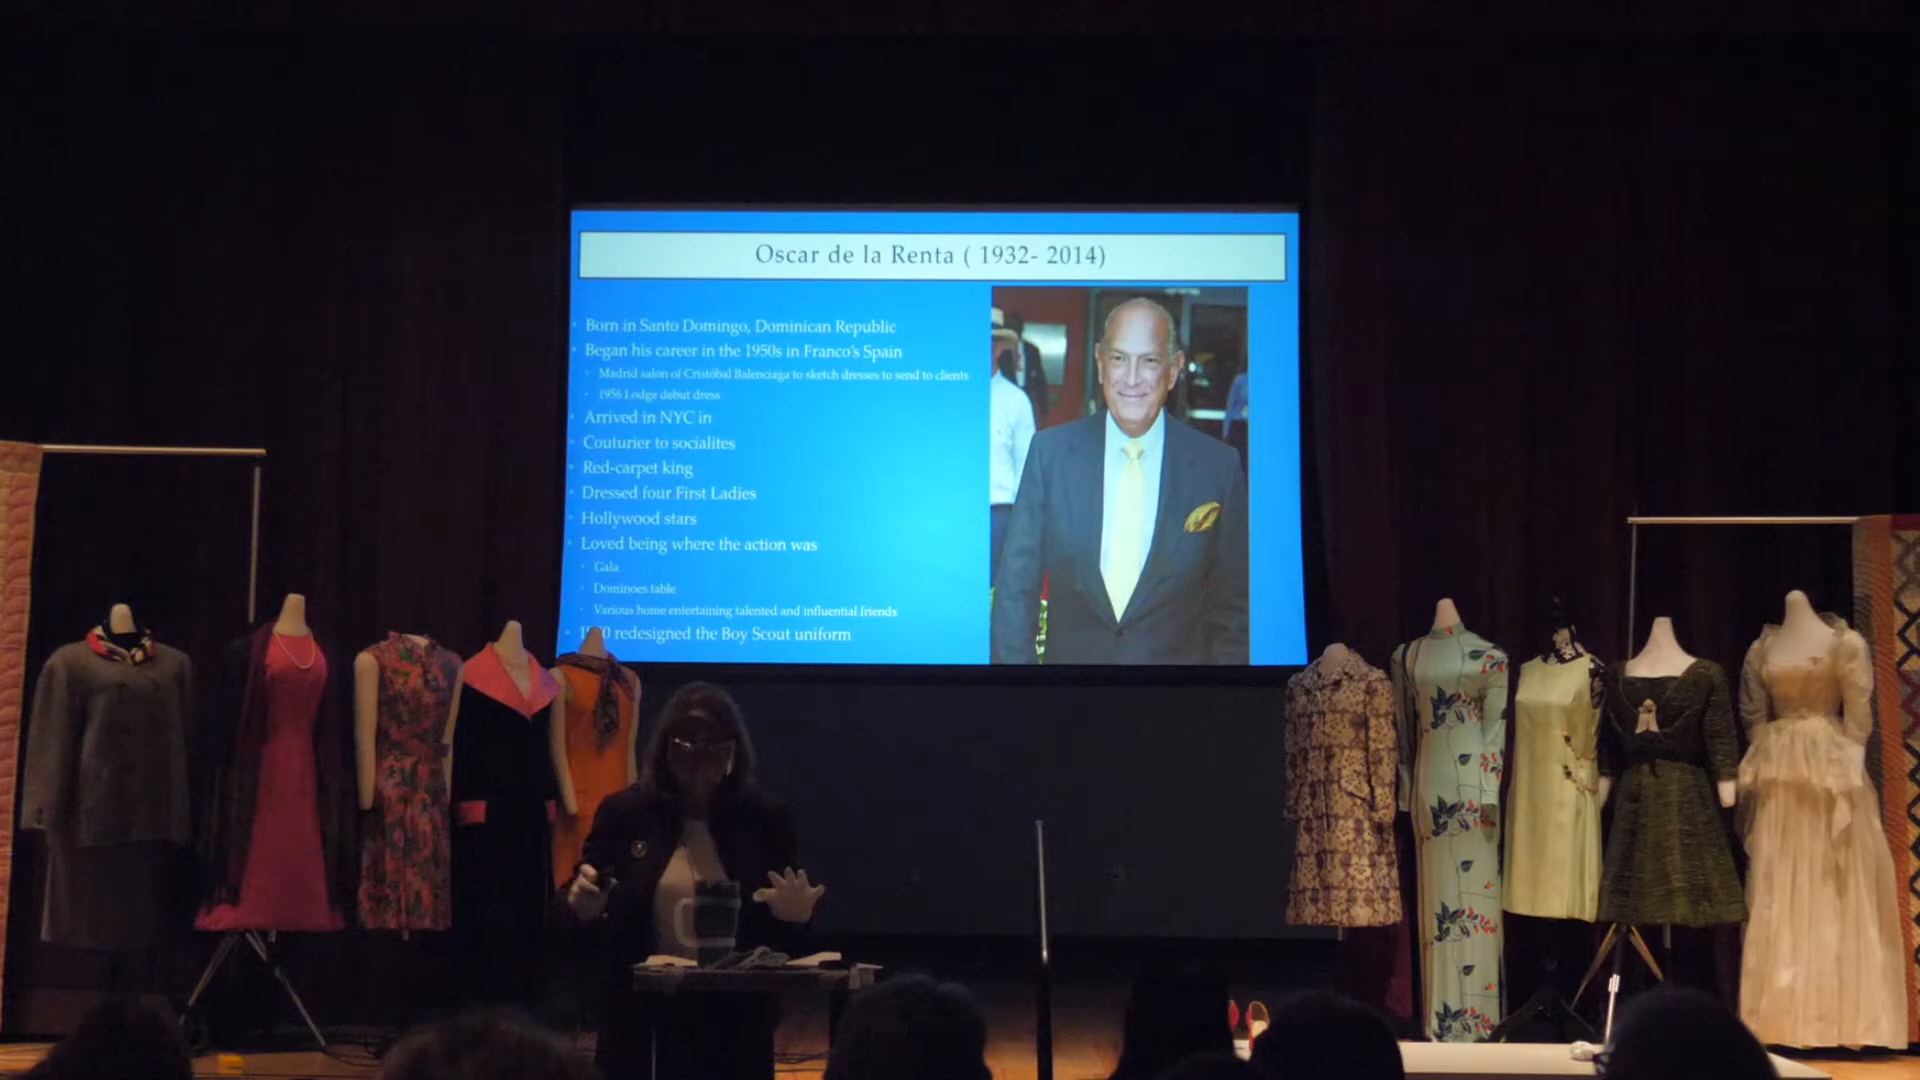 Oscar de la Renta ( 1932- 2014)
Born in Santo Domingo, Dominican Republic
Began his career in the 1950s in Franco's Spain
Madrid salon of Cristóbal Balenciaga to sketch dresses to send to clients
1956 Lodge debut dress
Arrived in NYC in
Couturier to socialites
Red-carpet king
Dressed four First Ladies
Hollywood stars
Loved being where the action was
Gala
Dominoes table
Various home entertaining talented and influential friends
redesigned the Boy Scout uniform